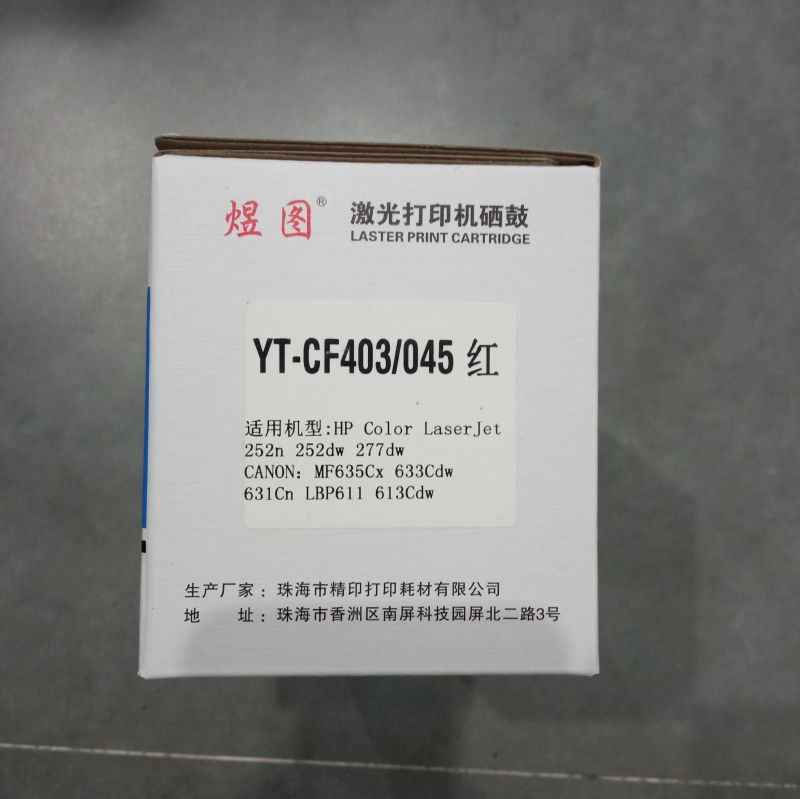 煜图® 激光打印机硒鼓
LASTER PRINT CARTRIDGE
YT-CF403/045 红
适用机型:HP Color LaserJet
252n 252dw 277dw
CANON: MF635Cx 633Cdw
631Cn LBP611 613Cdw
生产厂家：珠海市精印打印耗材有限公司
地 址：珠海市香洲区南屏科技园屏北二路3号